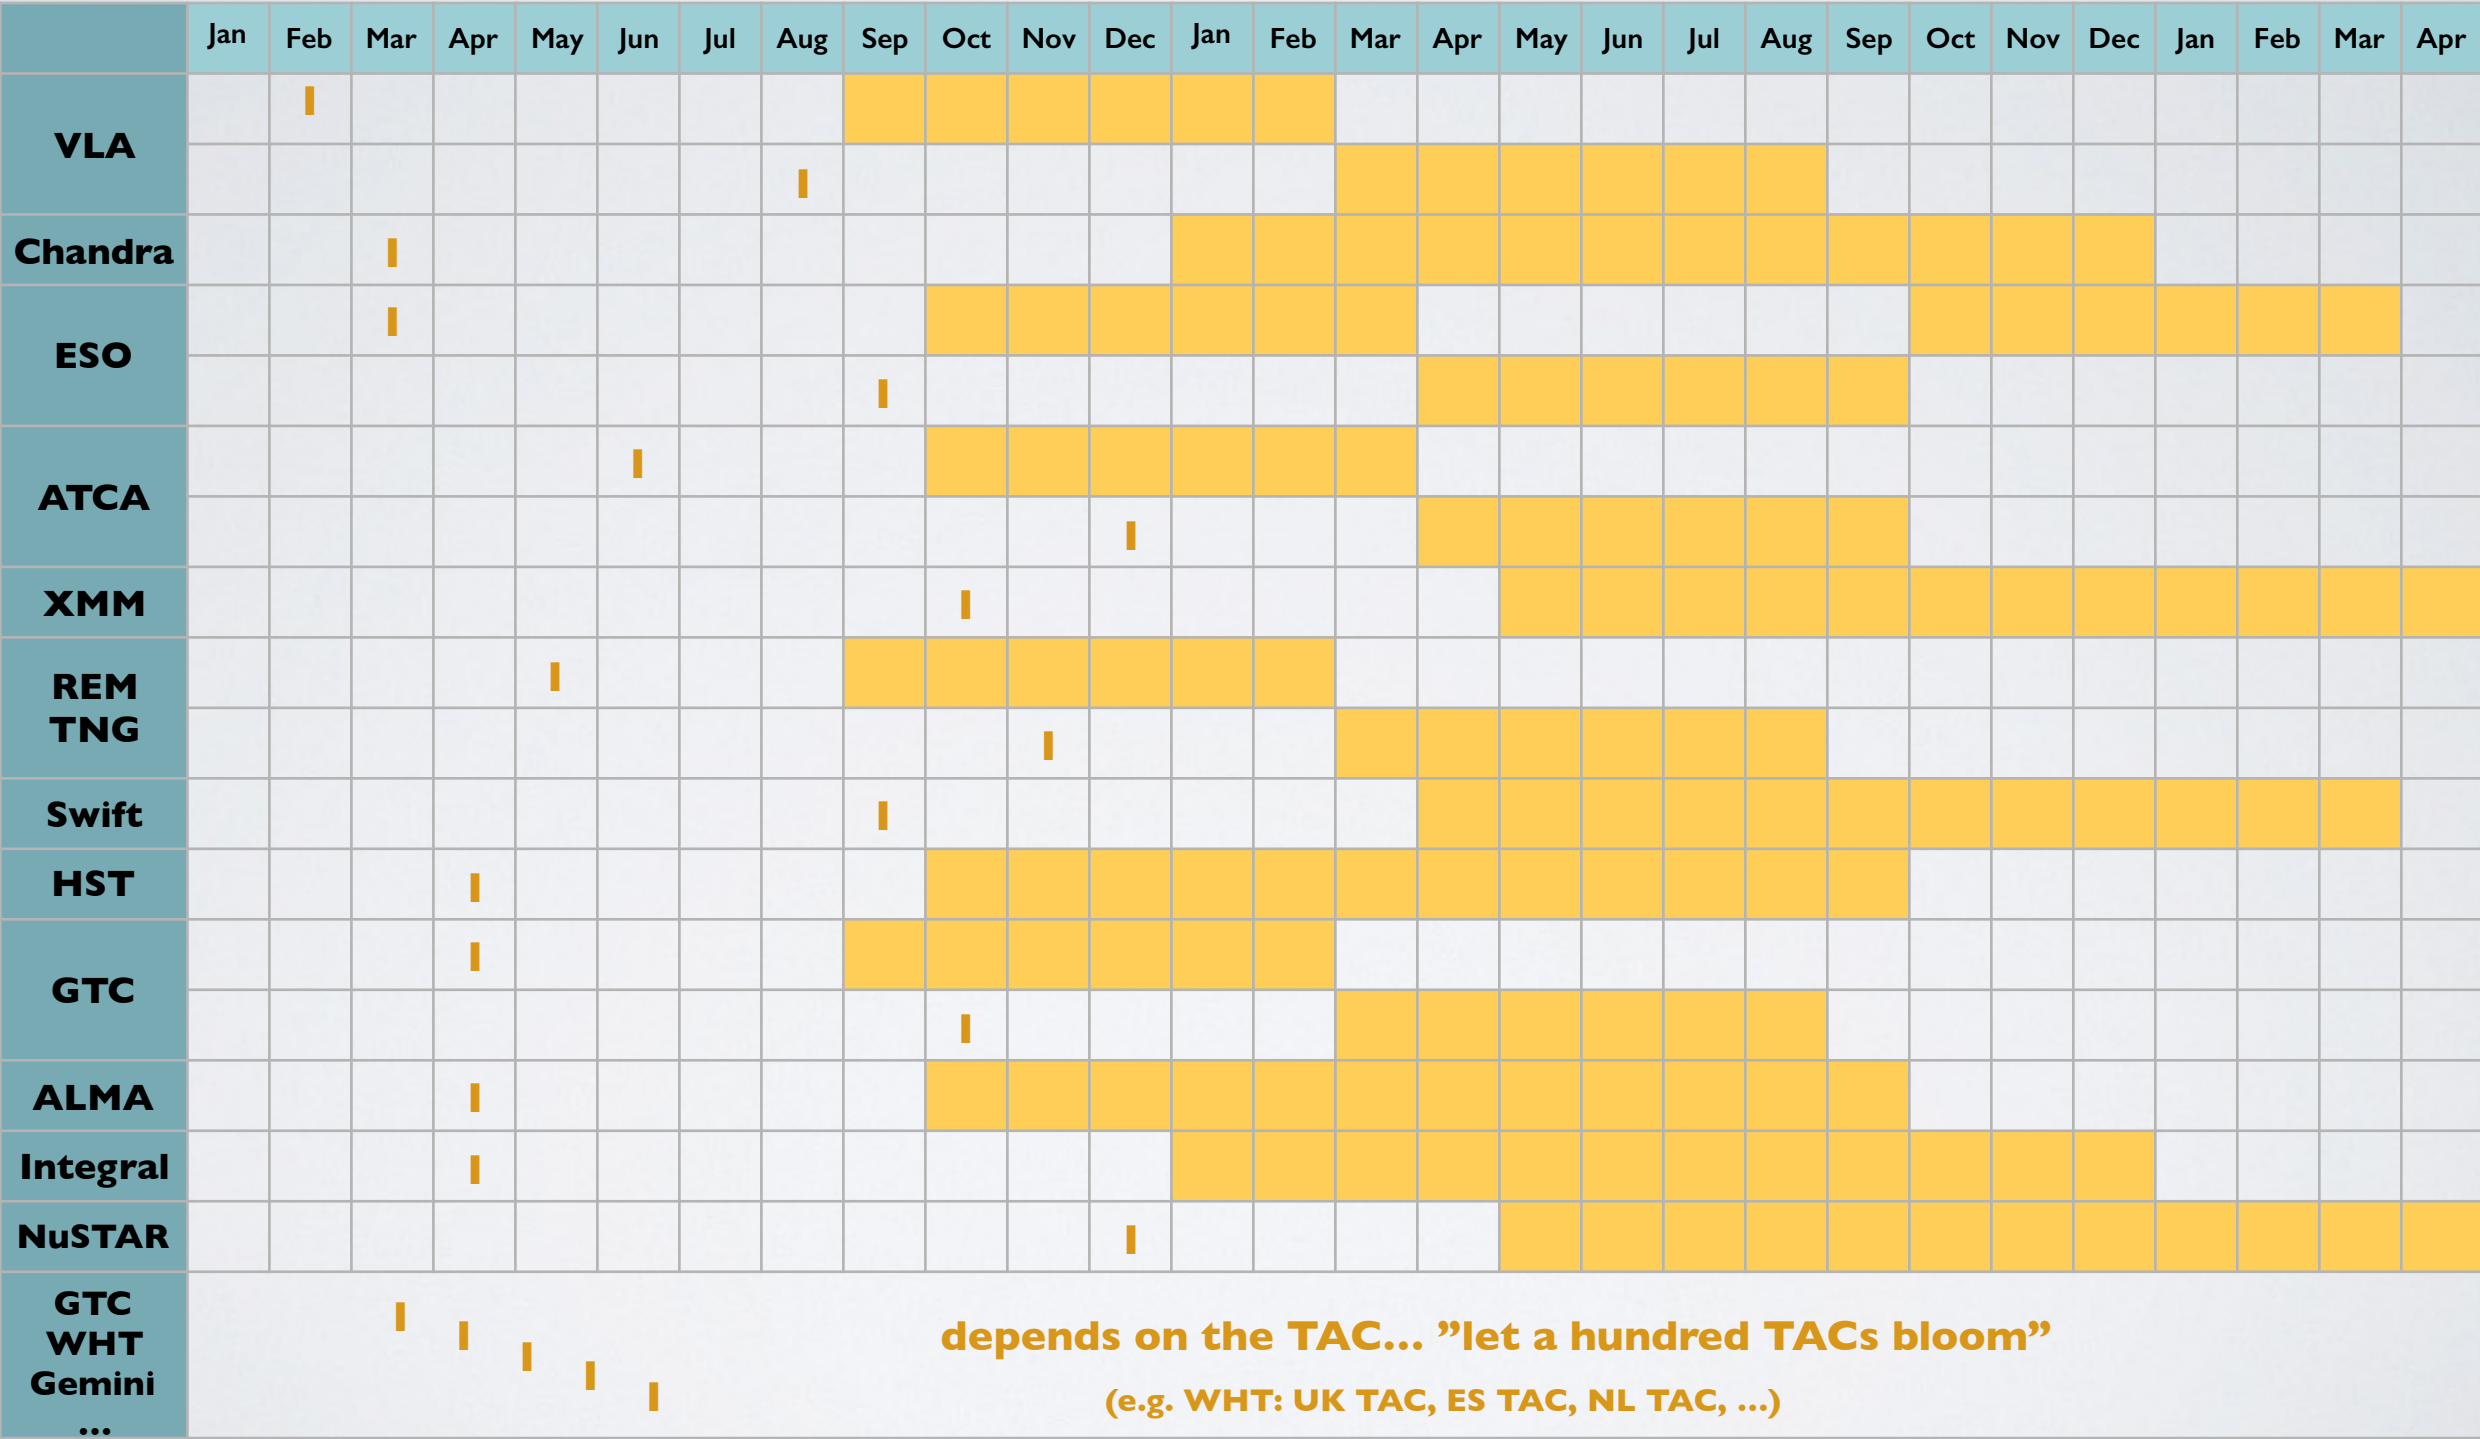 Jan Feb Mar Apr May Jun Jul Aug Sep Oct Nov Dec Jan Feb Mar Apr May Jun Jul Aug Sep Oct Nov Dec Jan Feb Mar Apr
VLA
Chandra
ESO
ATCA
XMM
REM
TNG
Swift
HST
GTC
ALMA
Integral
NuSTAR
GTC
WHT
Gemini
...
depends on the TAC... ”let a hundred TACs bloom”
(e.g. WHT: UK TAC, ES TAC, NL TAC, ...)